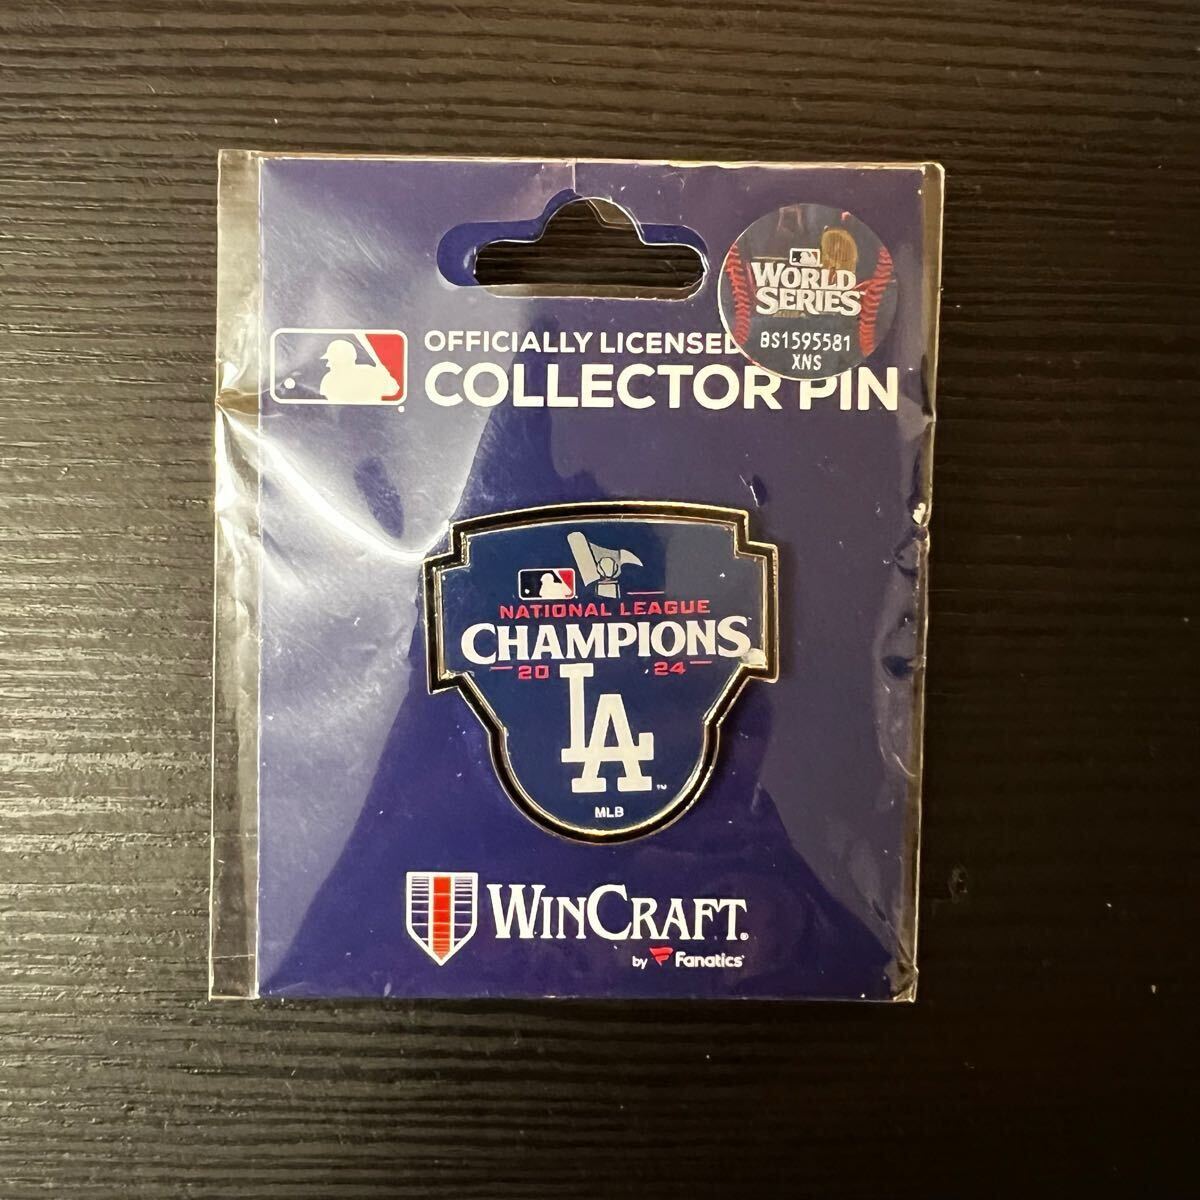 WORLD
SERIES
BS1595581
XNS
OFFICIALLY LICENSED
COLLECTOR PIN
NATIONAL LEAGUE
CHAMPIONS
20 24
LA
MLB
WINCRAFT®
by Fanatics